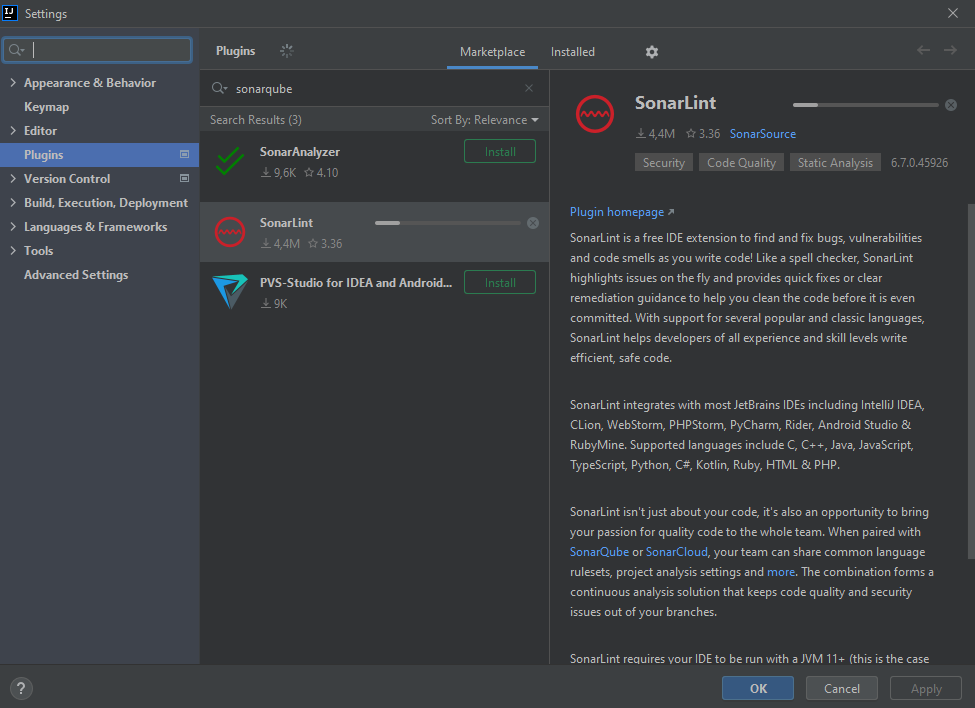 IJ
Settings
Appearance & Behavior
Keymap
Editor
Plugins
Version Control
Build, Execution, Deployment
Languages & Frameworks
Tools
Advanced Settings
Plugins
Marketplace
Installed
sonarqube
Search Results (3)
Sort By: Relevance
SonarAnalyzer
9,6K 4.10
Install
SonarLint
4,4M 3.36
PVS-Studio for IDEA and Android...
9K
Install
SonarLint
4,4M 3.36 SonarSource
Security Code Quality Static Analysis 6.7.0.45926
Plugin homepage
SonarLint is a free IDE extension to find and fix bugs, vulnerabilities
and code smells as you write code! Like a spell checker, SonarLint
highlights issues on the fly and provides quick fixes or clear
remediation guidance to help you clean the code before it is even
committed. With support for several popular and classic languages,
SonarLint helps developers of all experience and skill levels write
efficient, safe code.
SonarLint integrates with most JetBrains IDEs including IntelliJ IDEA,
CLion, WebStorm, PHPStorm, PyCharm, Rider, Android Studio &
RubyMine. Supported languages include C, C++, Java, JavaScript,
TypeScript, Python, C#, Kotlin, Ruby, HTML & PHP.
SonarLint isn't just about your code, it's also an opportunity to bring
your passion for quality code to the whole team. When paired with
SonarQube or SonarCloud, your team can share common language
rulesets, project analysis settings and more. The combination forms a
continuous analysis solution that keeps code quality and security
issues out of your branches.
SonarLint requires your IDE to be run with a JVM 11+ (this is the case
?
OK
Cancel
Apply